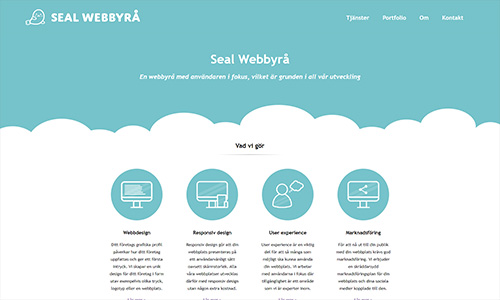 SEAL WEBBYRÅ
Tjänster Portfolio Om Kontakt
Seal Webbyrå
En webbyrå med användaren i fokus, vilket är grunden i all vår utveckling
Vad vi gör
Webbdesign
Ditt företags grafiska profil
påverkar hur ditt företag
uppfattas och ger ett första
intryck. Vi skapar en unik
design för ditt företag i form
utav exempelvis olika tryck,
logotyp eller en webbplats.
Responsiv design
Responsiv design gör att din
webbplats presenteras på
ett användarvänligt sätt
oavsett skärmstorlek. Alla
våra webbplatser utvecklas
därför med responsiv design
utan någon extra kostnad.
User experience
User experience är en viktig
del för att så många som
möjligt ska kunna använda
din webbplats. Vi arbetar
med användarna i fokus där
tillgänglighet är ett område
som vi är experter inom.
Marknadsföring
För att nå ut till din publik
med din webbplats krävs god
marknadsföring. Vi erbjuder
en skräddarsydd
marknadsföringsplan för din
webbplats och dina sociala
medier kopplade till den.